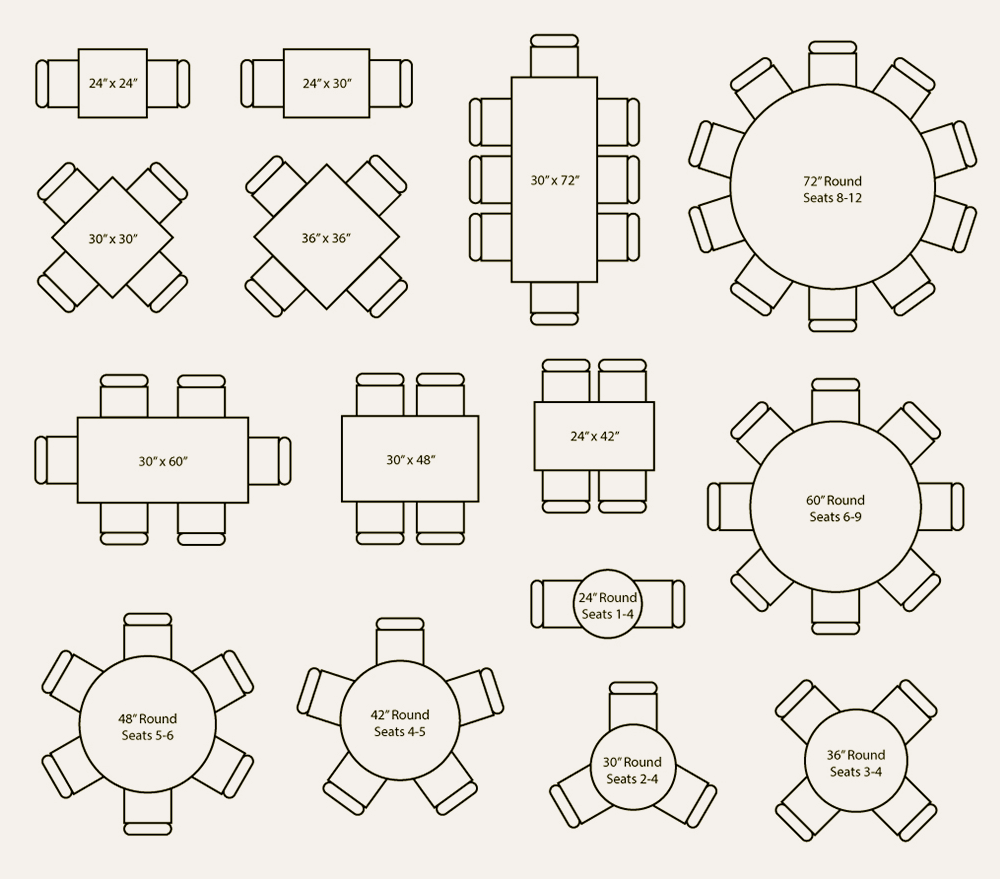 24” x 24”
24” x 30”
30” x 72”
72” Round
Seats 8-12
30” x 30”
36” x 36”
30” x 60”
30” x 48”
24” x 42”
60” Round
Seats 6-9
24” Round
Seats 1-4
48” Round
Seats 5-6
42” Round
Seats 4-5
30” Round
Seats 2-4
36” Round
Seats 3-4